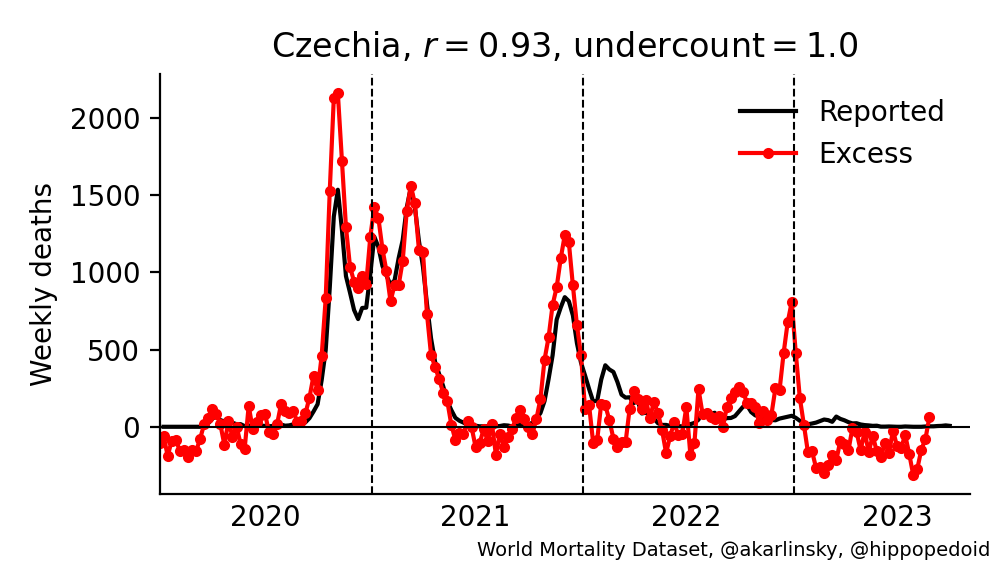 Czechia, r = 0.93, undercount = 1.0
Reported
Excess
Weekly deaths
2000
1500
1000
500
0
2020 2021 2022 2023
World Mortality Dataset, @akarlinsky, @hippopedoid